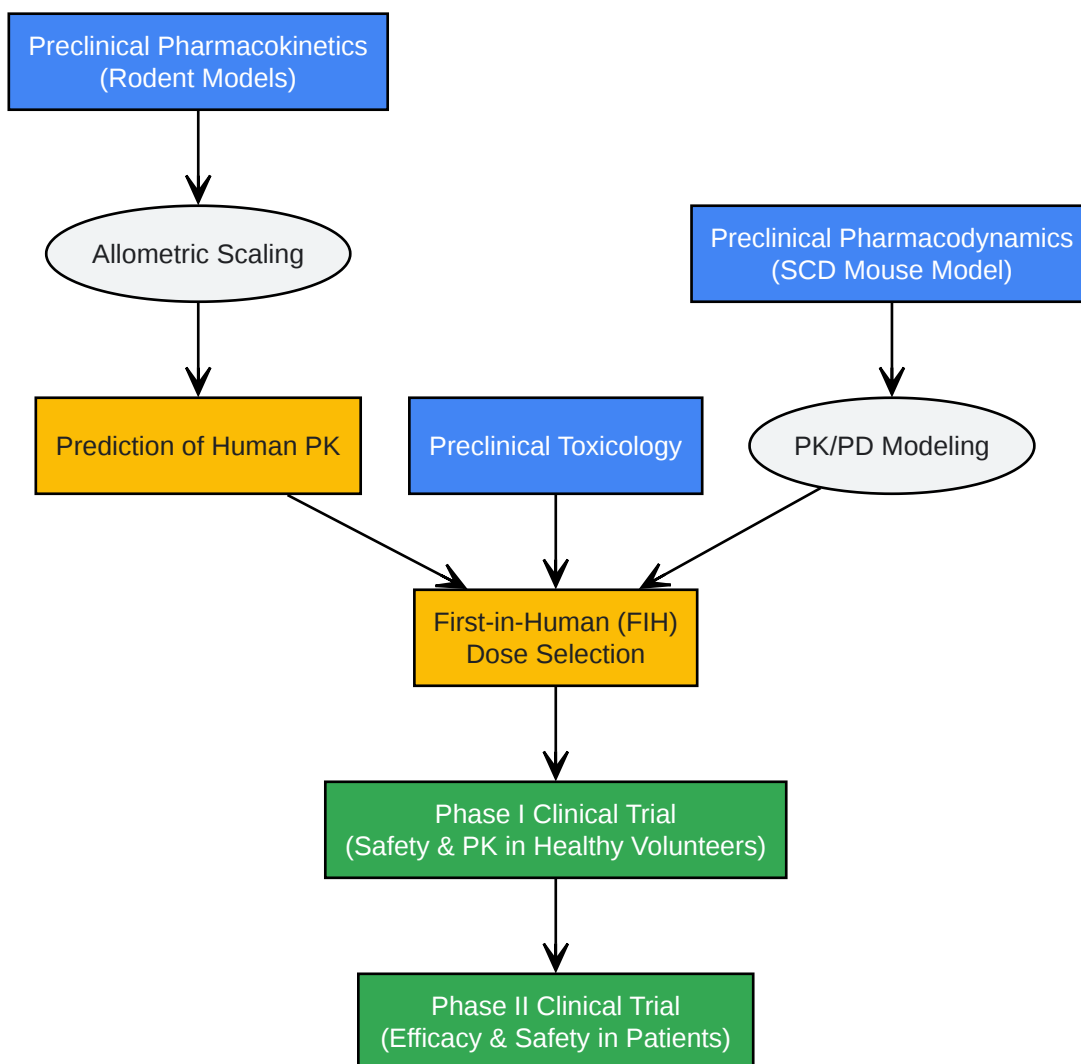 Preclinical Pharmacokinetics
(Rodent Models)
Allometric Scaling
Preclinical Pharmacodynamics
(SCD Mouse Model)
Prediction of Human PK
Preclinical Toxicology
PK/PD Modeling
First-in-Human (FIH)
Dose Selection
Phase I Clinical Trial
(Safety & PK in Healthy Volunteers)
Phase II Clinical Trial
(Efficacy & Safety in Patients)